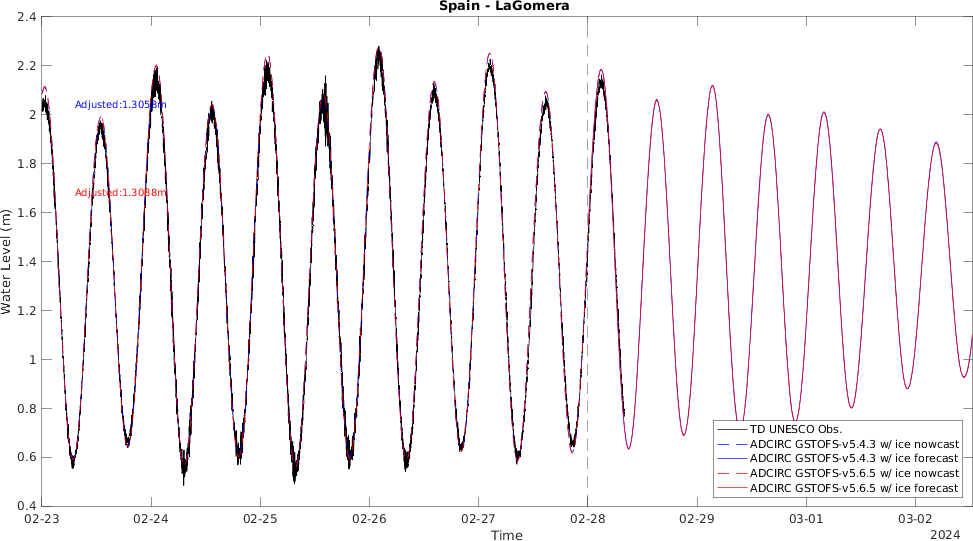 Spain - LaGomera
2.4
2.2
2
1.8
1.6
1.4
1.2
1
0.8
0.6
0.4
Water Level (m)
Adjusted:1.3058m
Adjusted:1.3088m
TD UNESCO Obs.
ADCIRC GSTOFS-v5.4.3 w/ ice nowcast
ADCIRC GSTOFS-v5.4.3 w/ ice forecast
ADCIRC GSTOFS-v5.6.5 w/ ice nowcast
ADCIRC GSTOFS-v5.6.5 w/ ice forecast
02-23 02-24 02-25 02-26 02-27 02-28 02-29 03-01 03-02
Time
2024